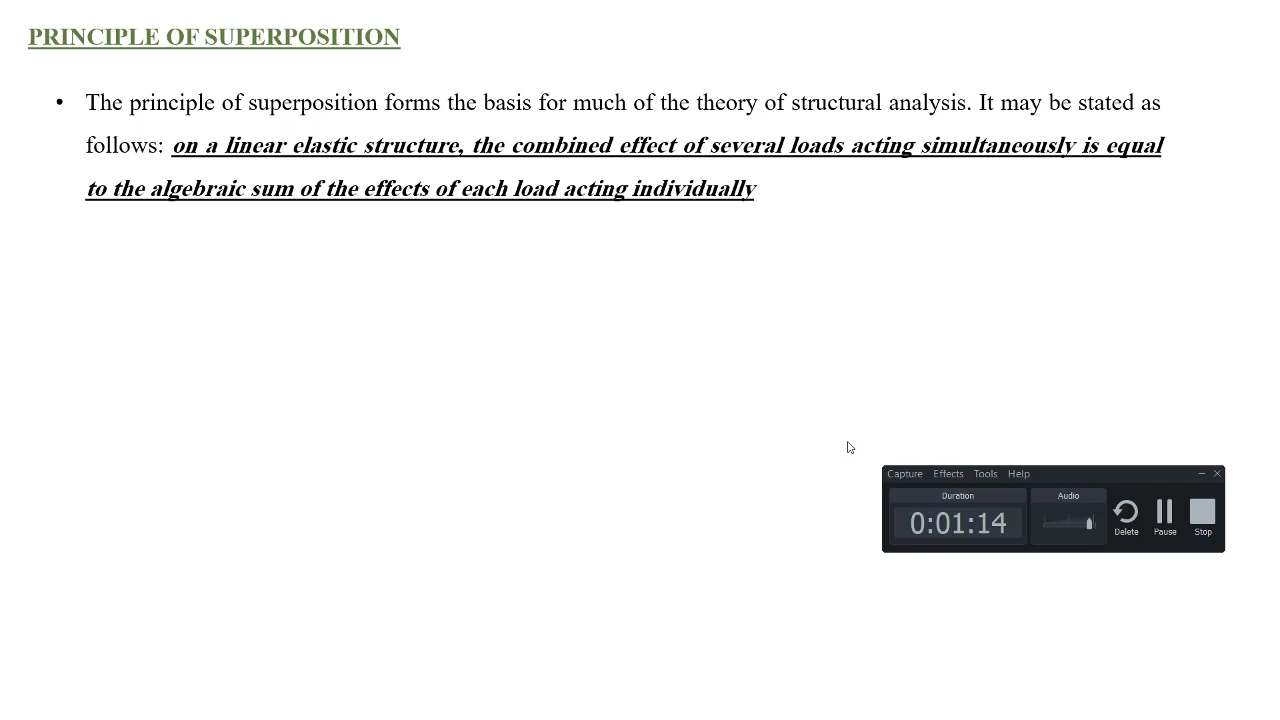 PRINCIPLE OF SUPERPOSITION
• The principle of superposition forms the basis for much of the theory of structural analysis. It may be stated as
follows: on a linear elastic structure, the combined effect of several loads acting simultaneously is equal
to the algebraic sum of the effects of each load acting individually
Capture Effects Tools Help
Duration Audio
0:01:14
Delete Pause Stop